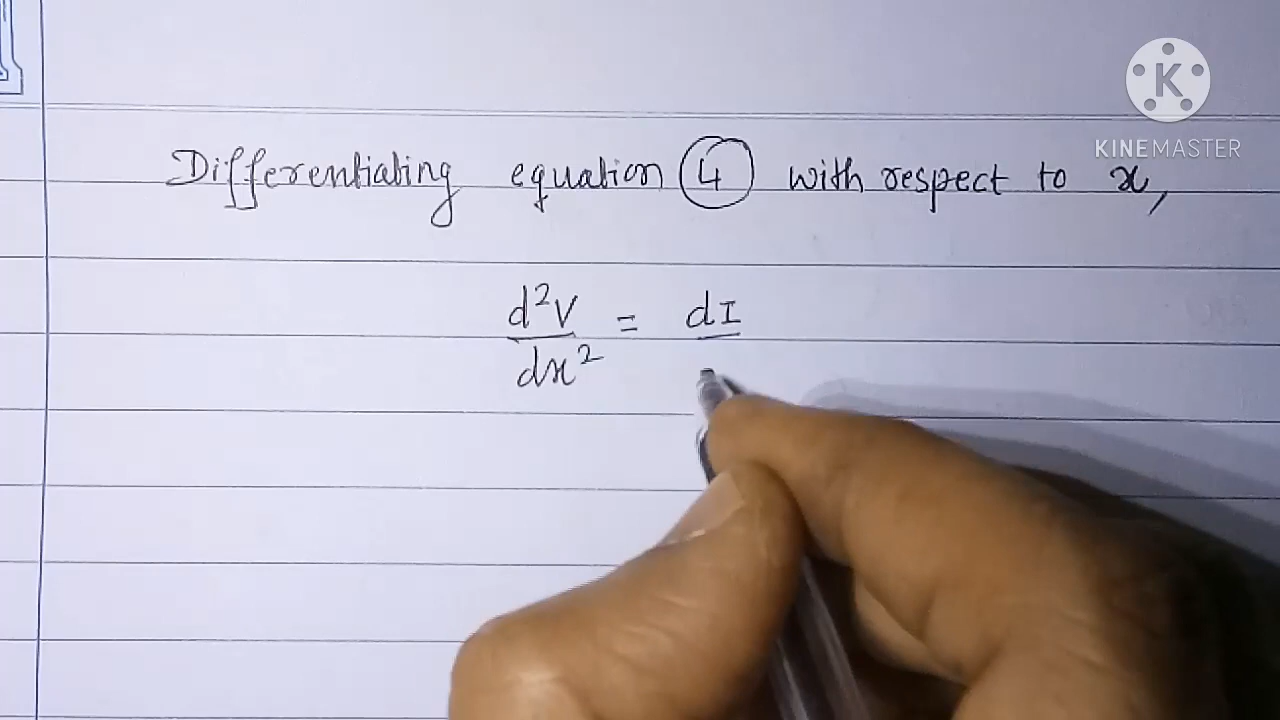 K
KINEMASTER
Differentiating equation 4 with respect to x,
d²V = dI
dx²